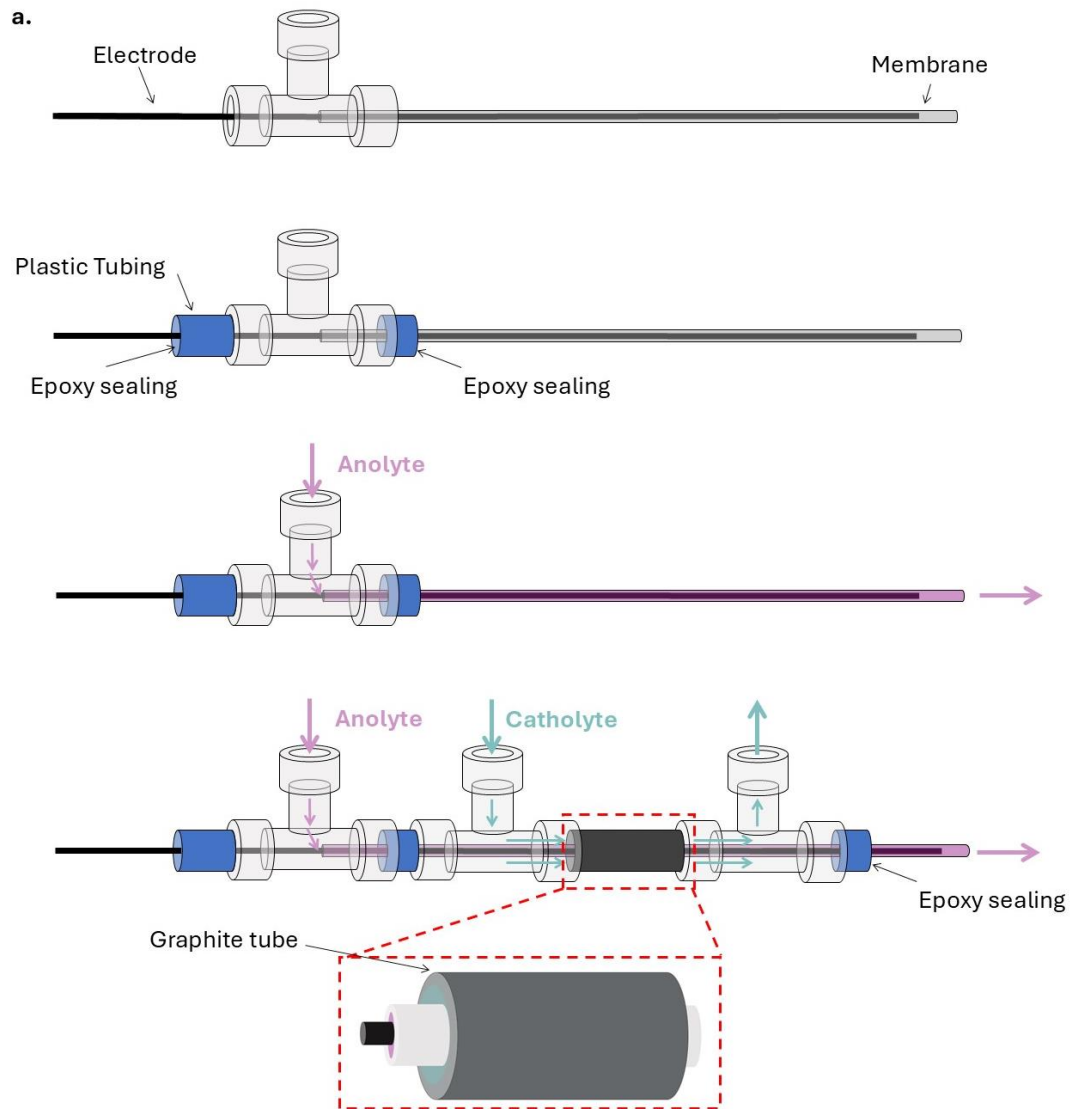 a.
Electrode
Membrane
Plastic Tubing
Epoxy sealing
Epoxy sealing
Anolyte
Anolyte
Catholyte
Epoxy sealing
Graphite tube